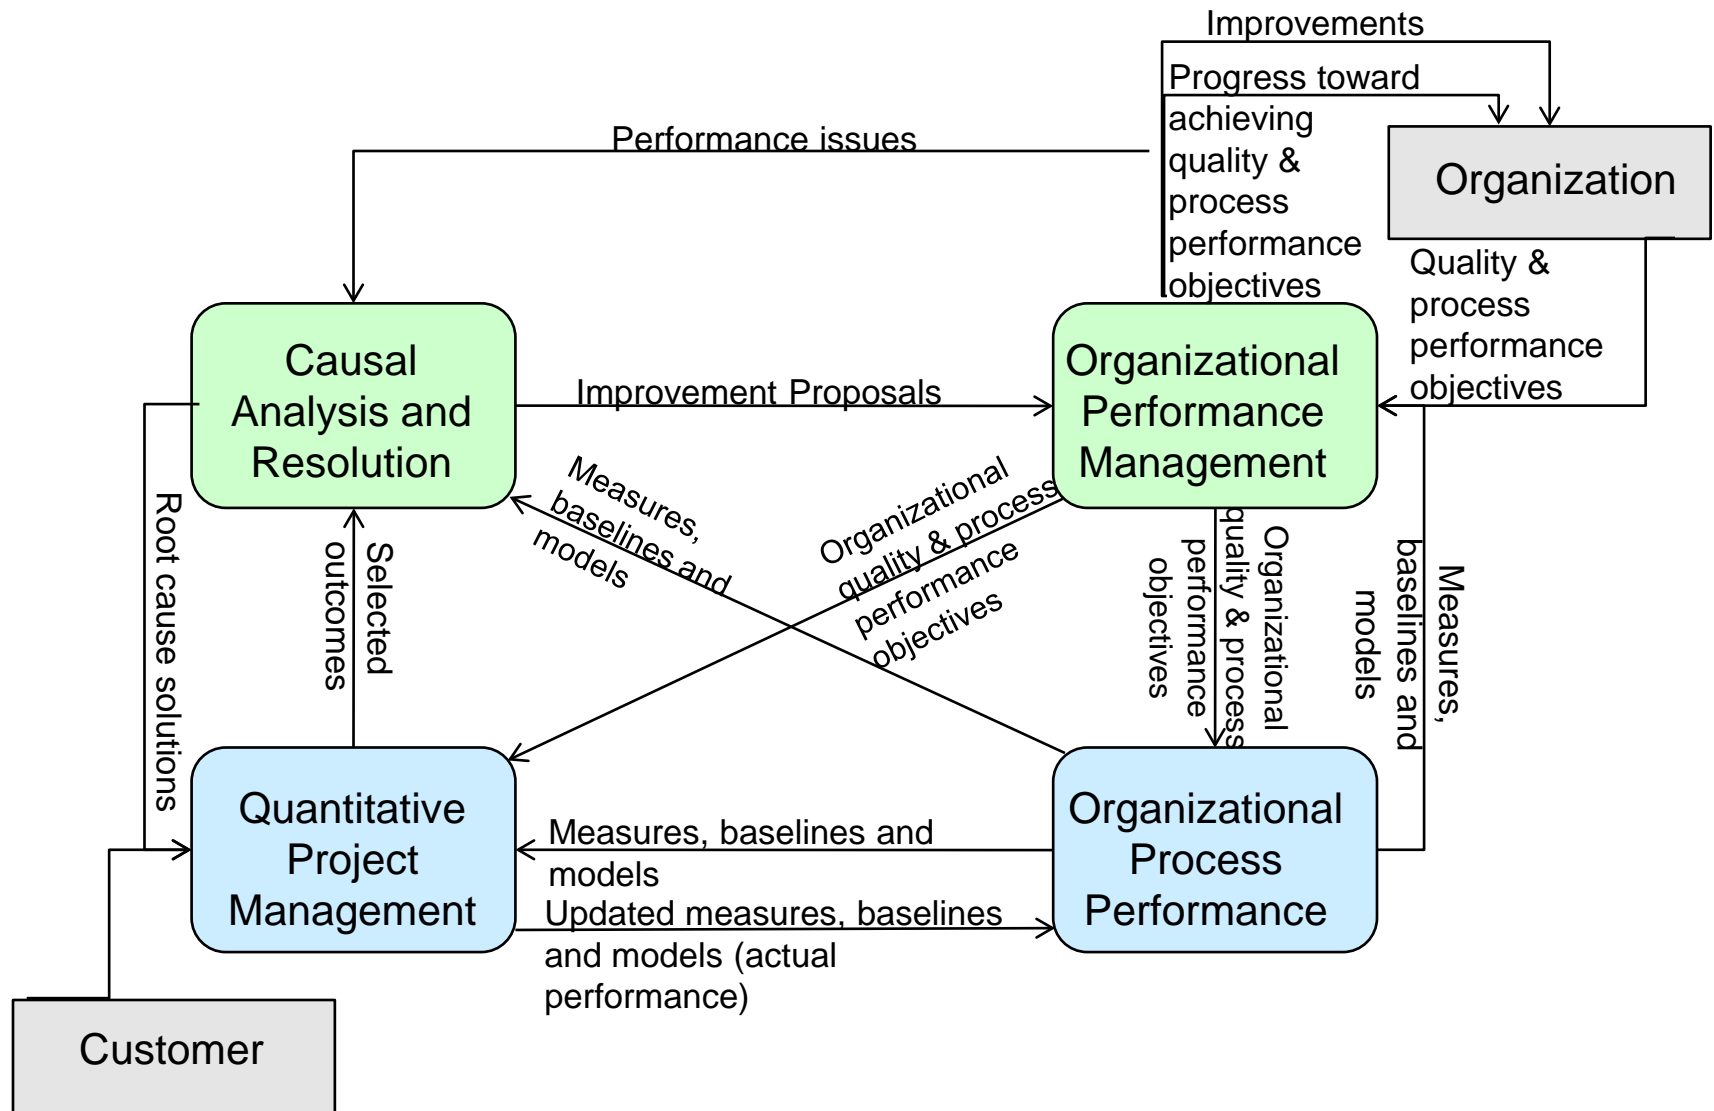 Improvements
Progress toward
achieving
quality &
process
performance
objectives
Performance issues
Organization
Quality &
process
performance
objectives
Causal
Analysis and
Resolution
Improvement Proposals
Organizational
Performance
Management
Root cause solutions
Selected
outcomes
Measures,
baselines and
models
Organizational
quality & process
performance
objectives
Organizational
quality & process
performance
objectives
Measures,
baselines and
models
Quantitative
Project
Management
Measures, baselines and
models
Updated measures, baselines
and models (actual
performance)
Organizational
Process
Performance
Customer